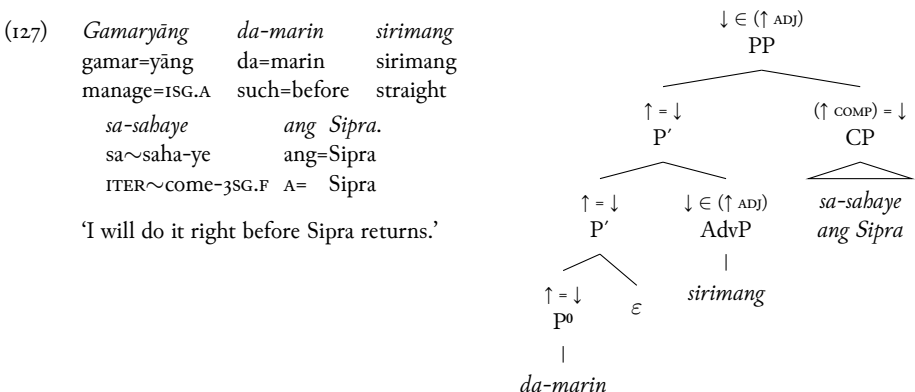 (127) Gamaryāng da-marin sirimang
gamar=yāng da=marin sirimang
manage=1SG.A such=before straight
sa-sahaye ang Sipra.
sa~saha-ye ang=Sipra
ITER~come-3SG.F A= Sipra
‘I will do it right before Sipra returns.’
↓ ∈ (↑ ADJ)
PP
↑ = ↓ (↑ COMP) = ↓
P′ CP
↑ = ↓ ↓ ∈ (↑ ADJ) sa-sahaye
P′ AdvP ang Sipra
↑ = ↓ ε sirimang
P⁰
da-marin